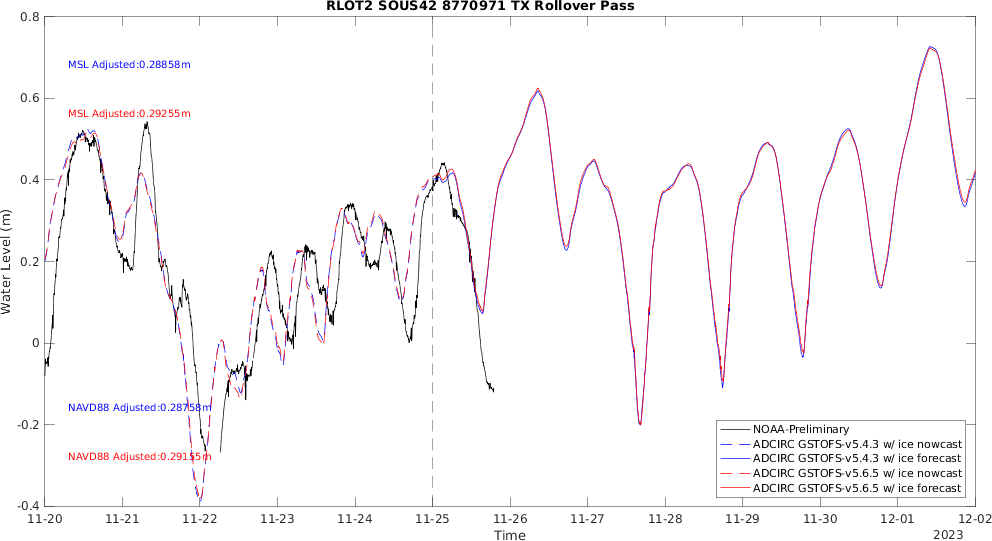 RLOT2 SOUS42 8770971 TX Rollover Pass
0.8
0.6
0.4
0.2
0
-0.2
-0.4
Water Level (m)
MSL Adjusted:0.28858m
MSL Adjusted:0.29255m
NAVD88 Adjusted:0.28758m
NAVD88 Adjusted:0.29155m
NOAA-Preliminary
ADCIRC GSTOFS-v5.4.3 w/ ice nowcast
ADCIRC GSTOFS-v5.4.3 w/ ice forecast
ADCIRC GSTOFS-v5.6.5 w/ ice nowcast
ADCIRC GSTOFS-v5.6.5 w/ ice forecast
11-20 11-21 11-22 11-23 11-24 11-25 11-26 11-27 11-28 11-29 11-30 12-01 12-02
Time
2023